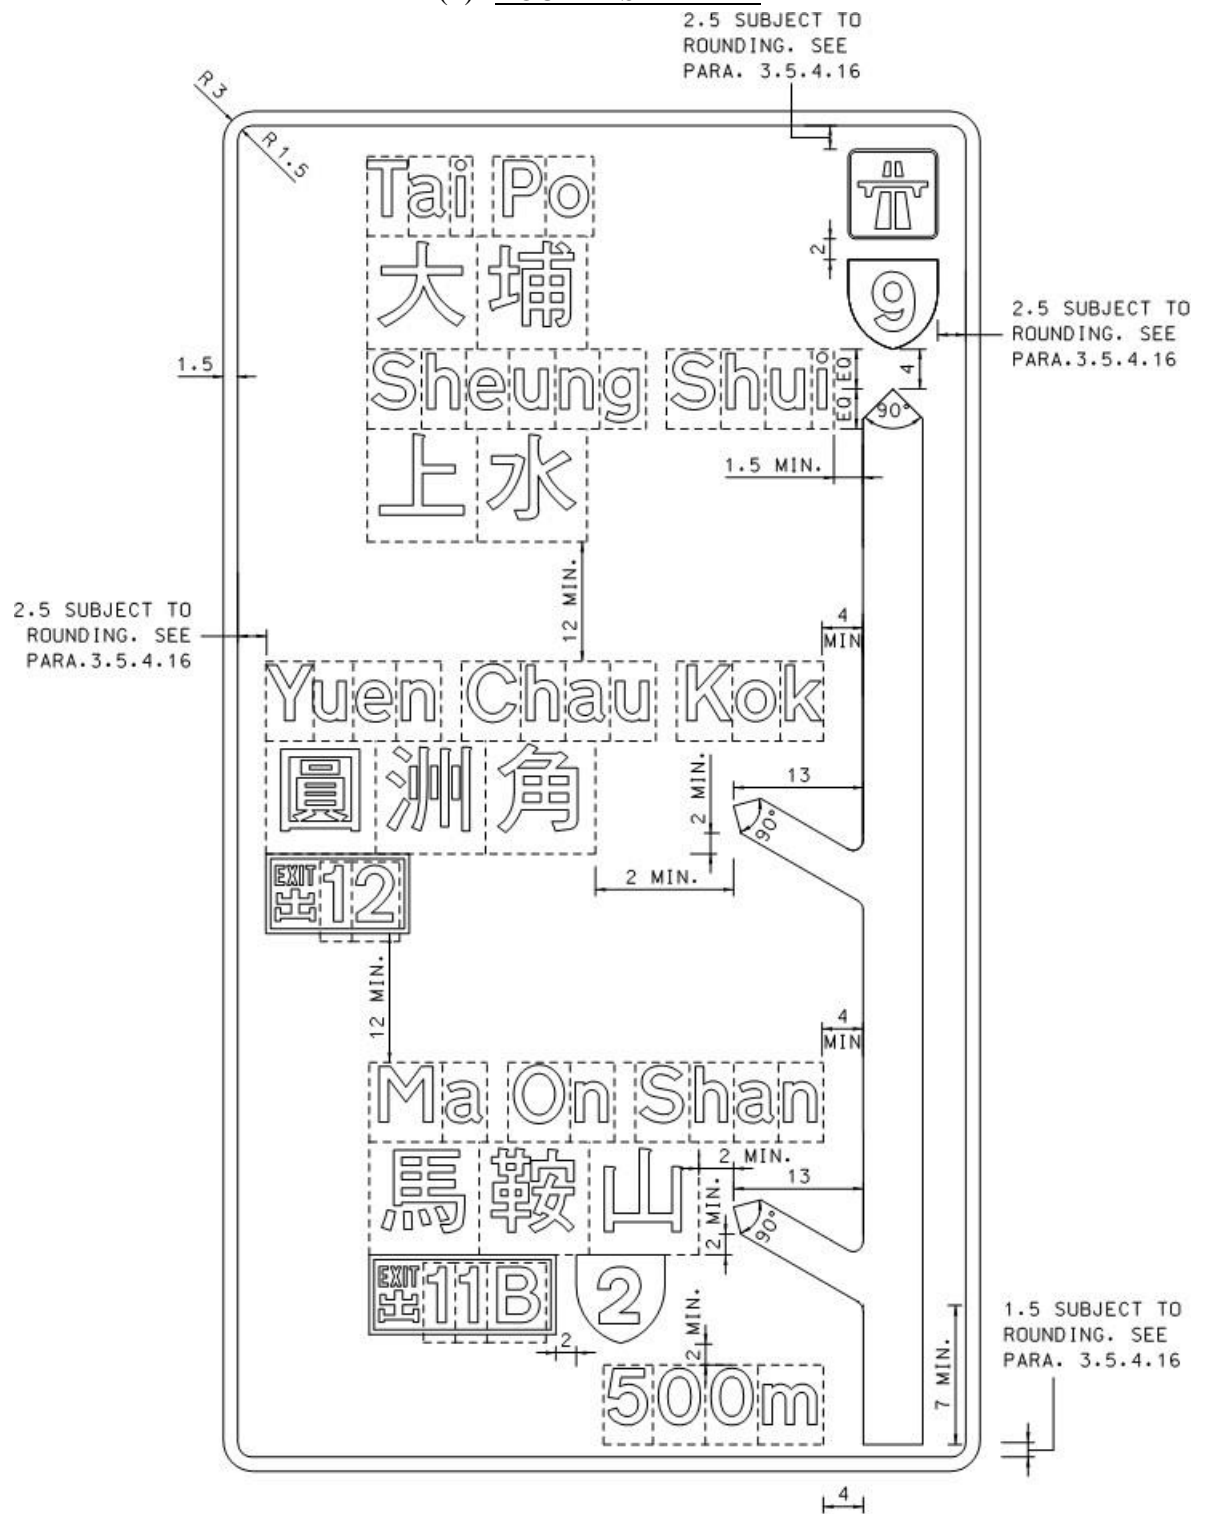 2.5 SUBJECT TO
ROUNDING. SEE
PARA. 3.5.4.16
R3
R1.5
Tai Po
大埔
2
9
2.5 SUBJECT TO
ROUNDING. SEE
PARA.3.5.4.16
1.5
Sheung Shui
EQ
EQ
4
90°
1.5 MIN.
上水
12 MIN.
2.5 SUBJECT TO
ROUNDING. SEE
PARA.3.5.4.16
4
MIN
Yuen Chau Kok
圓洲角
2 MIN.
13
90°
2 MIN.
EXIT
出
12
12 MIN.
4
MIN
Ma On Shan
馬鞍山
2 MIN.
13
2 MIN.
90°
EXIT
出
11B
2
2
2 MIN.
500m
7 MIN.
1.5 SUBJECT TO
ROUNDING. SEE
PARA. 3.5.4.16
4